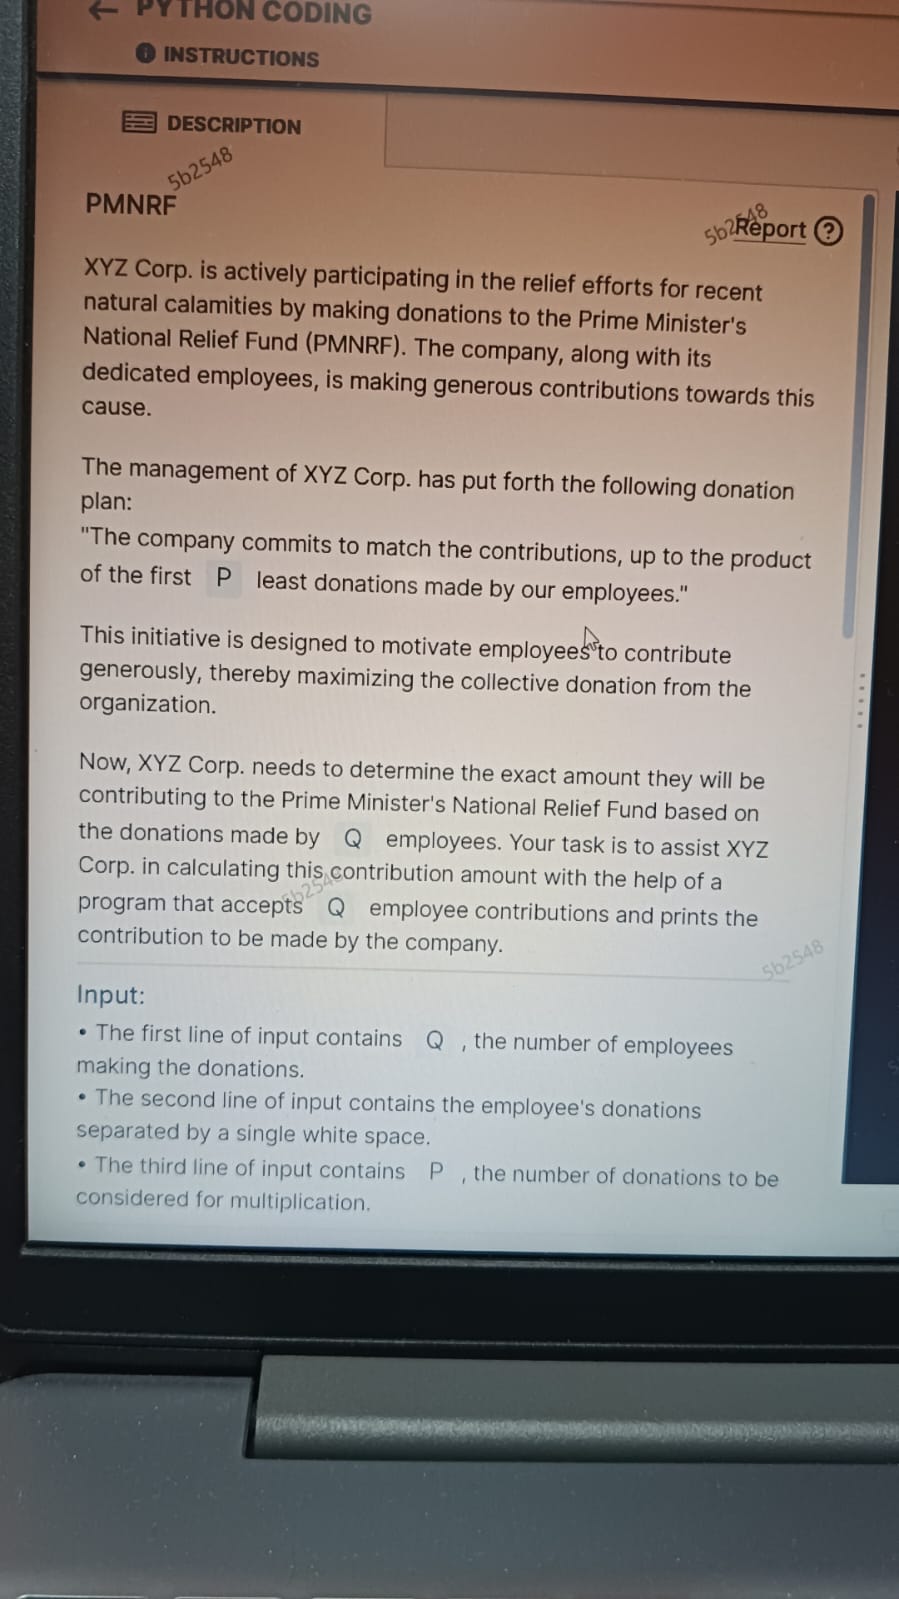 ← PYTHON CODING
INSTRUCTIONS
DESCRIPTION
5b2548
PMNRF
5b2548
Report ?
XYZ Corp. is actively participating in the relief efforts for recent
natural calamities by making donations to the Prime Minister's
National Relief Fund (PMNRF). The company, along with its
dedicated employees, is making generous contributions towards this
cause.
The management of XYZ Corp. has put forth the following donation
plan:
"The company commits to match the contributions, up to the product
of the first P least donations made by our employees."
This initiative is designed to motivate employees to contribute
generously, thereby maximizing the collective donation from the
organization.
Now, XYZ Corp. needs to determine the exact amount they will be
contributing to the Prime Minister's National Relief Fund based on
the donations made by Q employees. Your task is to assist XYZ
Corp. in calculating this contribution amount with the help of a
5b2548
program that accepts Q employee contributions and prints the
contribution to be made by the company.
5b2548
Input:
• The first line of input contains Q , the number of employees
making the donations.
• The second line of input contains the employee's donations
separated by a single white space.
• The third line of input contains P , the number of donations to be
considered for multiplication.